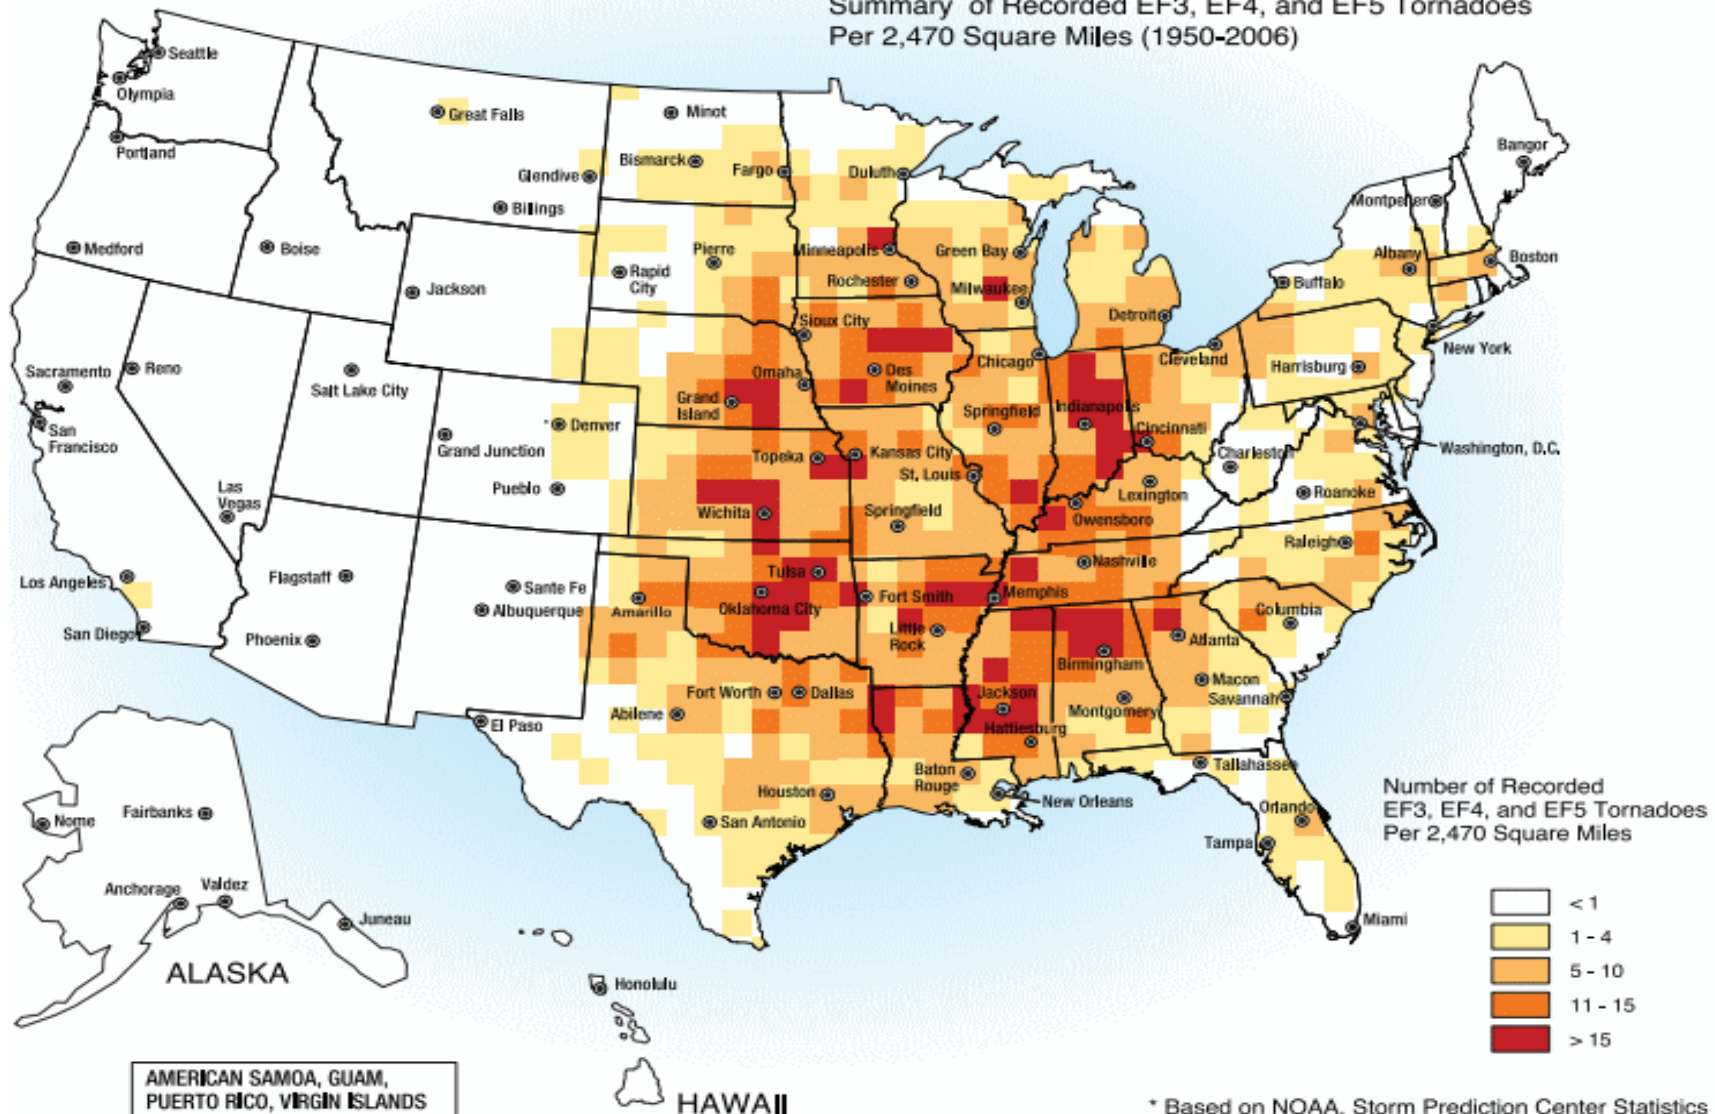 Summary of Recorded EF3, EF4, and EF5 Tornadoes
Per 2,470 Square Miles (1950-2006)
Seattle
Olympia
Portland
Great Falls
Minot
Bismarck
Fargo
Duluth
Glendive
Billings
Bangor
Montpelier
Medford
Boise
Pierre
Minneapolis
Green Bay
Albany
Boston
Jackson
Rapid
City
Rochester
Milwaukee
Buffalo
Sioux City
Detroit
Sacramento
Reno
Salt Lake City
Omaha
Des
Moines
Chicago
Cleveland
New York
Harrisburg
San
Francisco
Grand
Island
Springfield
Indianapolis
Cincinnati
* Denver
Grand Junction
Topeka
Kansas City
St. Louis
Charleston
Washington, D.C.
Las
Vegas
Pueblo
Wichita
Springfield
Lexington
Owensboro
Roanoke
Raleigh
Los Angeles
Flagstaff
Sante Fe
Albuquerque
Amarillo
Tulsa
Oklahoma City
Fort Smith
Memphis
Nashville
Columbia
San Diego
Phoenix
Little
Rock
Birmingham
Atlanta
El Paso
Abilene
Fort Worth
Dallas
Jackson
Hattiesburg
Montgomery
Macon
Savannah
Houston
San Antonio
Baton
Rouge
New Orleans
Tallahassee
Orlando
Tampa
Miami
Number of Recorded
EF3, EF4, and EF5 Tornadoes
Per 2,470 Square Miles
< 1
1 - 4
5 - 10
11 - 15
> 15
Nome
Fairbanks
Anchorage
Valdez
Juneau
ALASKA
Honolulu
HAWAII
AMERICAN SAMOA, GUAM,
PUERTO RICO, VIRGIN ISLANDS
* Based on NOAA, Storm Prediction Center Statistics